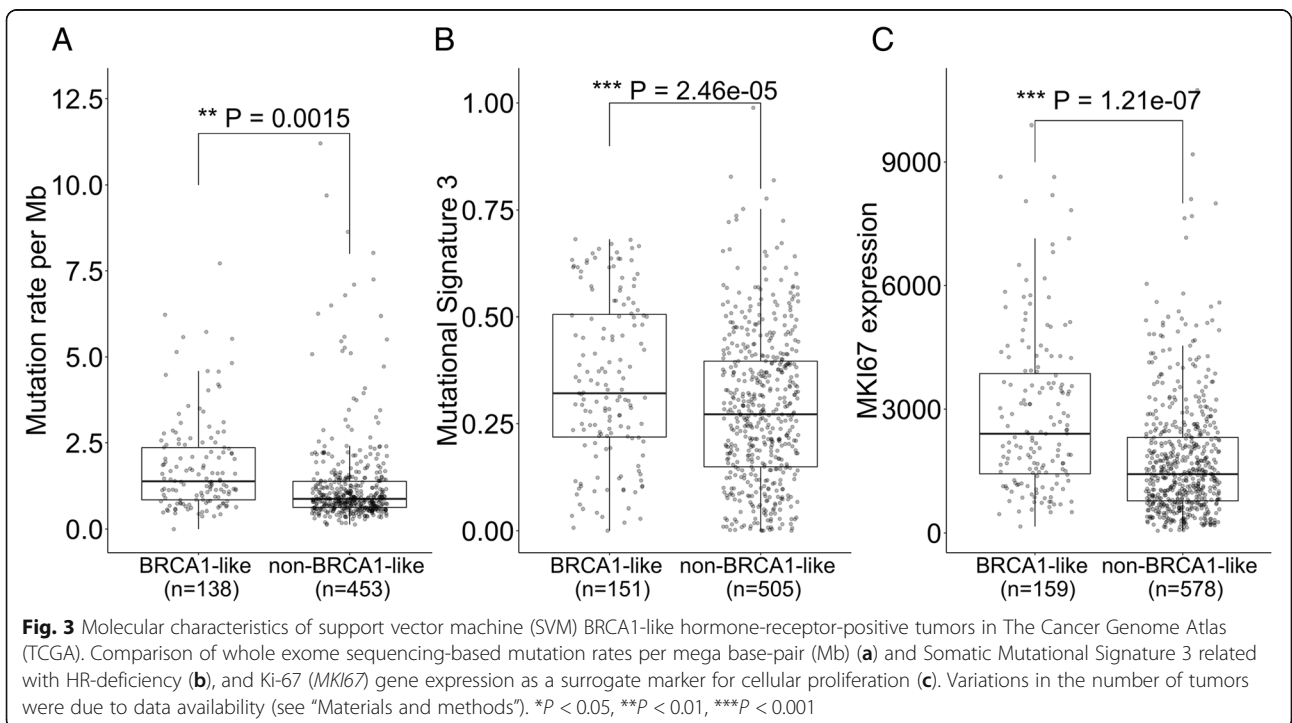 A
B
C
Mutation rate per Mb
12.5
10.0
7.5
5.0
2.5
0.0
** P = 0.0015
BRCA1-like
(n=138)
non-BRCA1-like
(n=453)
Mutational Signature 3
1.00
0.75
0.50
0.25
0.00
*** P = 2.46e-05
BRCA1-like
(n=151)
non-BRCA1-like
(n=505)
MKI67 expression
9000
6000
3000
0
*** P = 1.21e-07
BRCA1-like
(n=159)
non-BRCA1-like
(n=578)
Fig. 3 Molecular characteristics of support vector machine (SVM) BRCA1-like hormone-receptor-positive tumors in The Cancer Genome Atlas
(TCGA). Comparison of whole exome sequencing-based mutation rates per mega base-pair (Mb) (a) and Somatic Mutational Signature 3 related
with HR-deficiency (b), and Ki-67 (MKI67) gene expression as a surrogate marker for cellular proliferation (c). Variations in the number of tumors
were due to data availability (see “Materials and methods”). *P < 0.05, **P < 0.01, ***P < 0.001